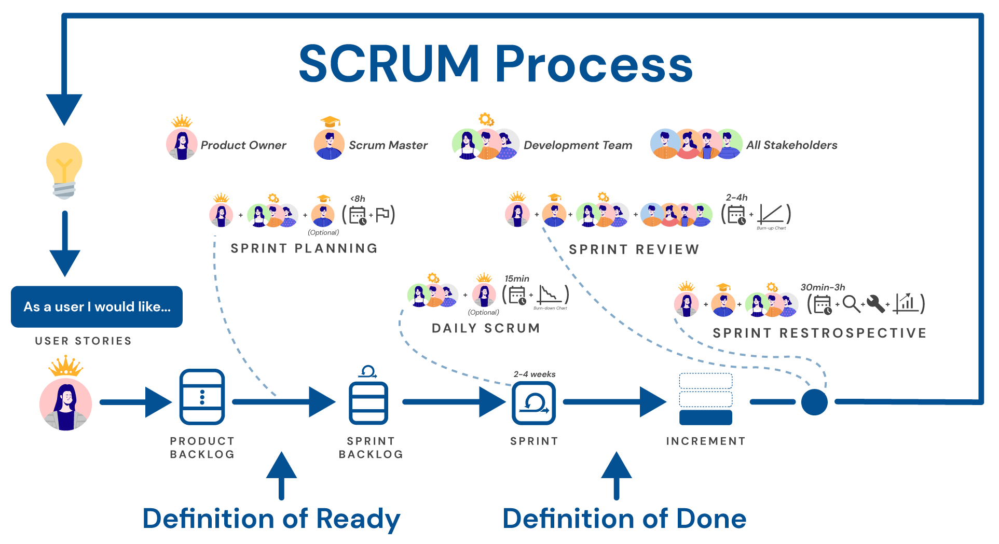 SCRUM Process
Product Owner
Scrum Master
Development Team
All Stakeholders
<8h
+ + ( + )
(Optional)
SPRINT PLANNING
2-4h
+ + + ( + )
Burn-up Chart
SPRINT REVIEW
15min
+ ( + )
(Optional)
Burn-down Chart
DAILY SCRUM
30min-3h
+ + ( + + + )
SPRINT RESTROSPECTIVE
As a user I would like...
USER STORIES
2-4 weeks
PRODUCT
BACKLOG
SPRINT
BACKLOG
SPRINT
INCREMENT
Definition of Ready
Definition of Done